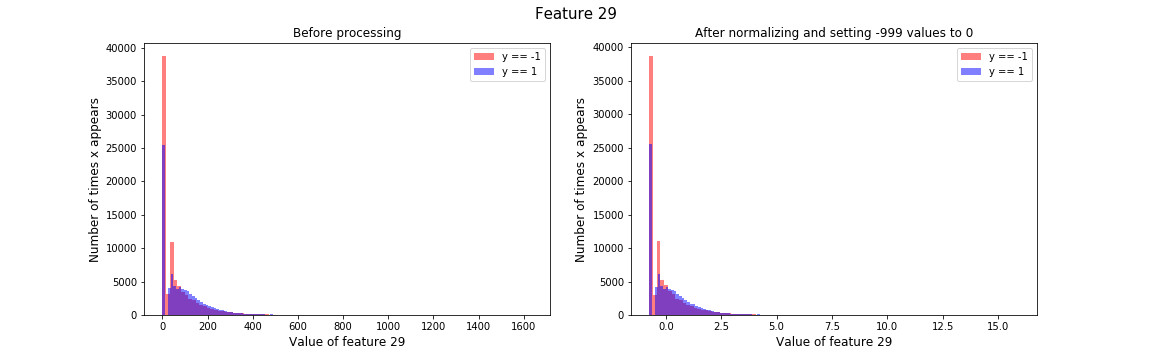 Feature 29
Before processing
Number of times x appears
40000
35000
30000
25000
20000
15000
10000
5000
0
y == -1
y == 1
0 200 400 600 800 1000 1200 1400 1600
Value of feature 29
After normalizing and setting -999 values to 0
Number of times x appears
40000
35000
30000
25000
20000
15000
10000
5000
0
y == -1
y == 1
0.0 2.5 5.0 7.5 10.0 12.5 15.0
Value of feature 29